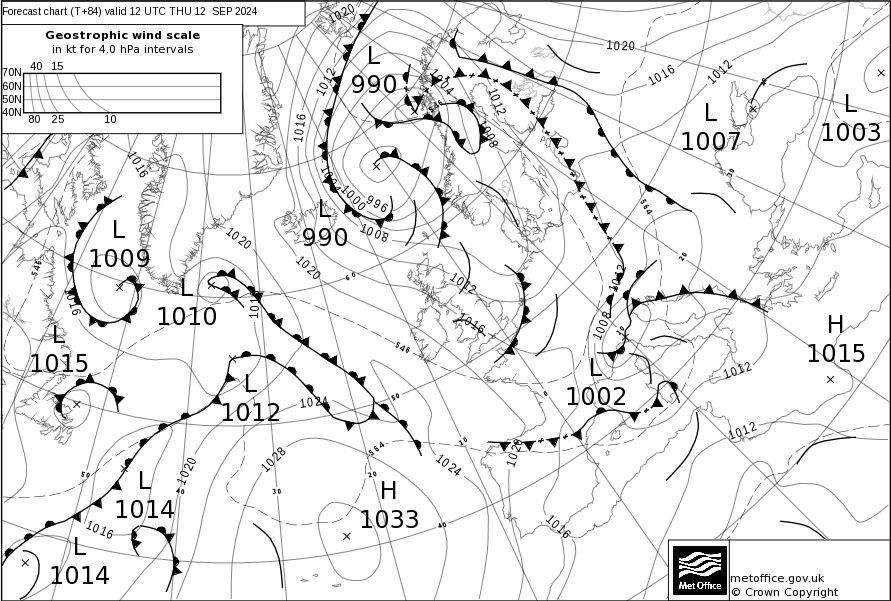 Forecast chart (T+84) valid 12 UTC THU 12 SEP 2024
Geostrophic wind scale
in kt for 4.0 hPa intervals
40 15
70N
60N
50N
40N
80 25 10
1020
L
990
1012
1004
1012
1008
1020
1016
1012
L
1007
L
1003
1016
1016
1000
996
1008
L
990
564
L
1009
1020
1020
60
546
1016
L
1010
1012
1016
1012
1008
20
30
10
L
1015
546
L
1002
H
1015
1012
L
1012
1024
50
0
1012
564
10
1020
1024
1028
20
30
40
50
1020
40
L
1014
H
1033
1016
1016
L
1014
Met Office
metoffice.gov.uk
© Crown Copyright